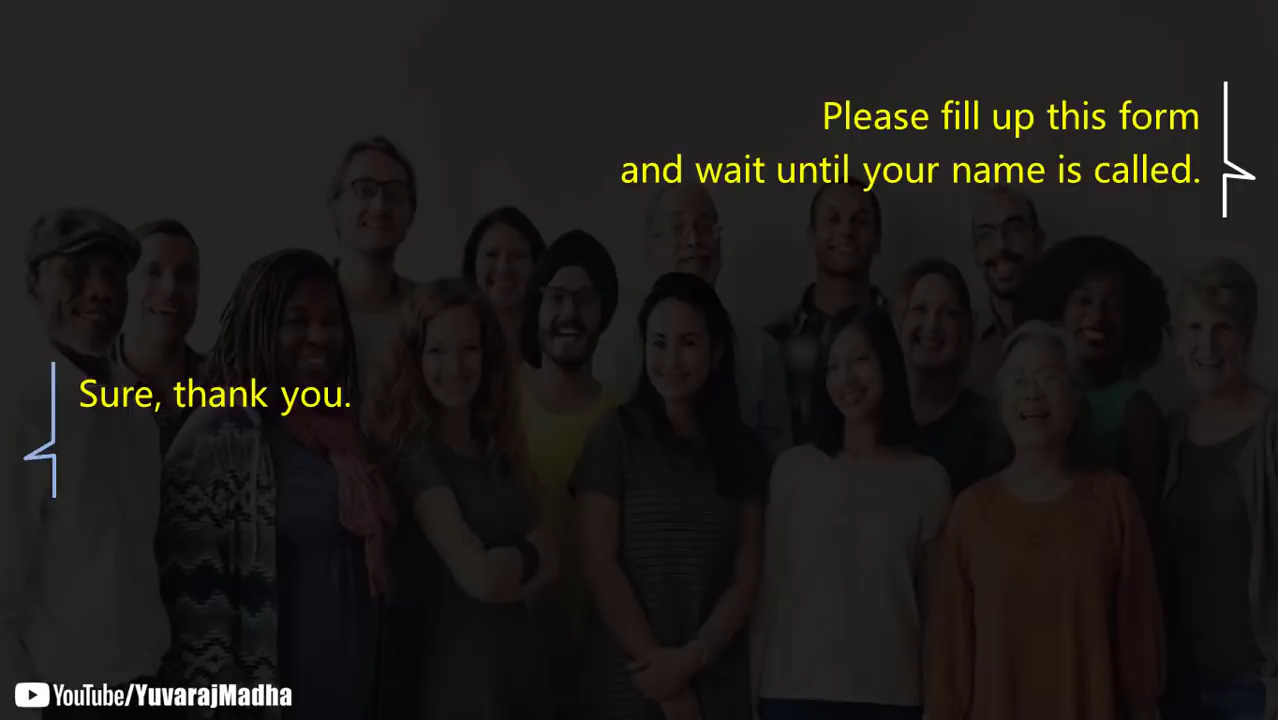 Please fill up this form
and wait until your name is called.
Sure, thank you.
YouTube/YuvarajMadha